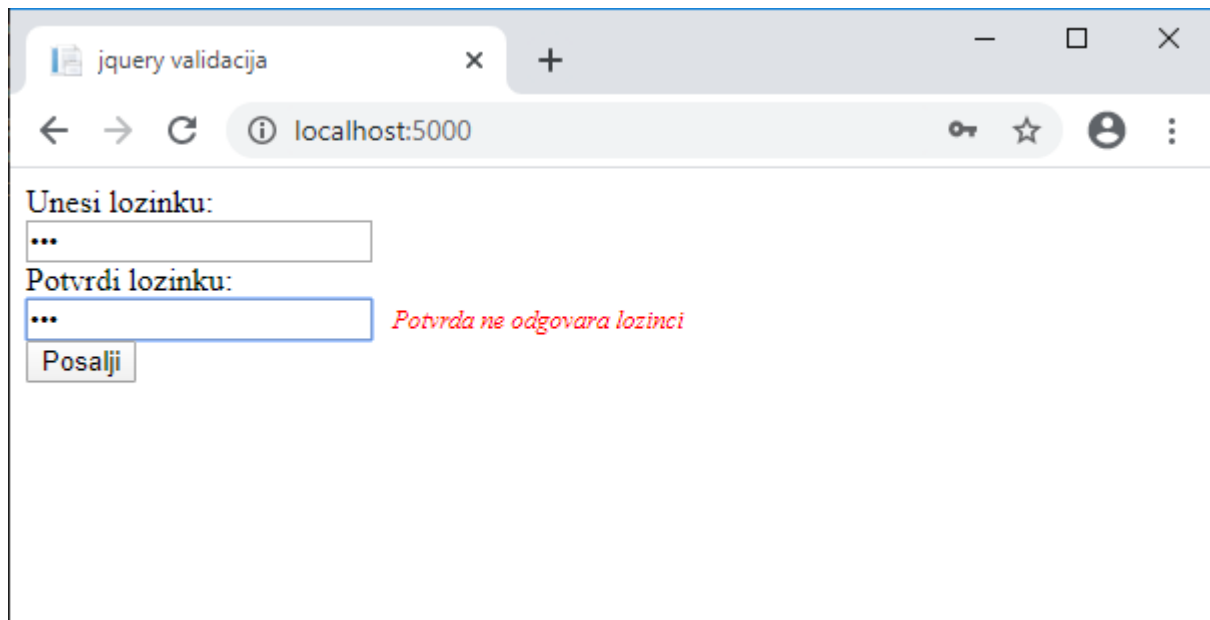 jquery validacija
localhost:5000
Unesi lozinku:
•••
Potvrdi lozinku:
••• Potvrda ne odgovara lozinci
Posalji